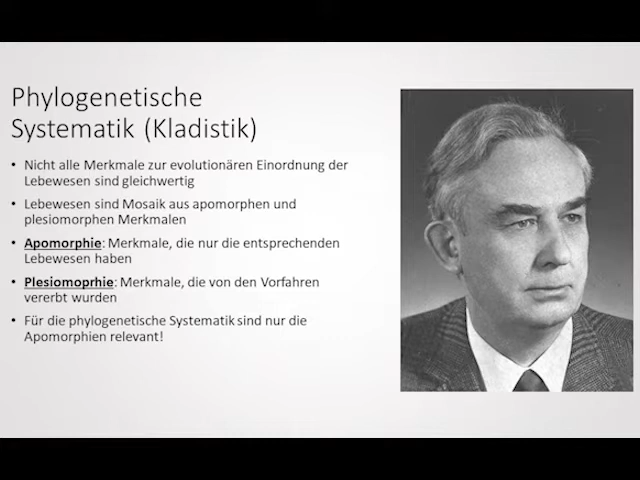 Phylogenetische
Systematik (Kladistik)
• Nicht alle Merkmale zur evolutionären Einordnung der
Lebewesen sind gleichwertig
• Lebewesen sind Mosaik aus apomorphen und
plesiomorphen Merkmalen
• Apomorphie: Merkmale, die nur die entsprechenden
Lebewesen haben
• Plesiomoprhie: Merkmale, die von den Vorfahren
vererbt wurden
• Für die phylogenetische Systematik sind nur die
Apomorphien relevant!